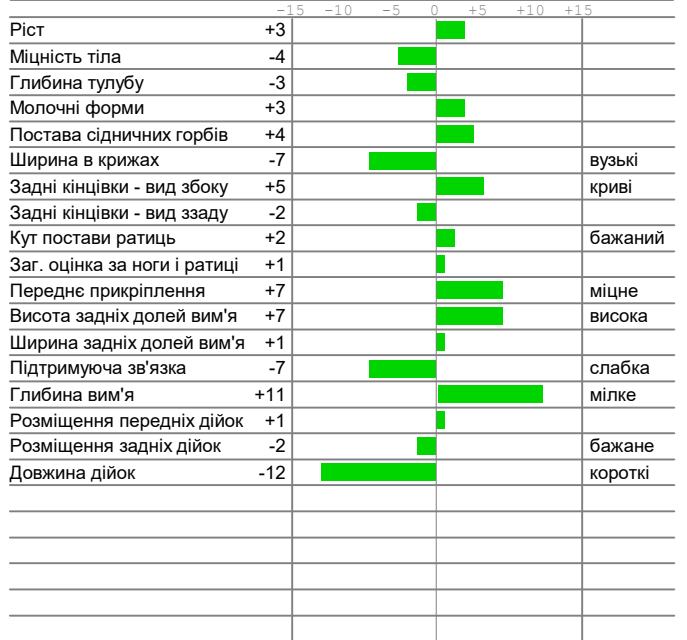 -15 -10 -5 0 +5 +10 +15
Ріст +3
Міцність тіла -4
Глибина тулубу -3
Молочні форми +3
Постава сідничних горбів +4
Ширина в крижах -7 вузькі
Задні кінцівки - вид збоку +5 криві
Задні кінцівки - вид ззаду -2
Кут постави ратиць +2 бажаний
Заг. оцінка за ноги і ратиці +1
Переднє прикріплення +7 міцне
Висота задніх долей вим'я +7 висока
Ширина задніх долей вим'я +1
Підтримуюча зв'язка -7 слабка
Глибина вим'я +11 мілке
Розміщення передніх дійок +1
Розміщення задніх дійок -2 бажане
Довжина дійок -12 короткі